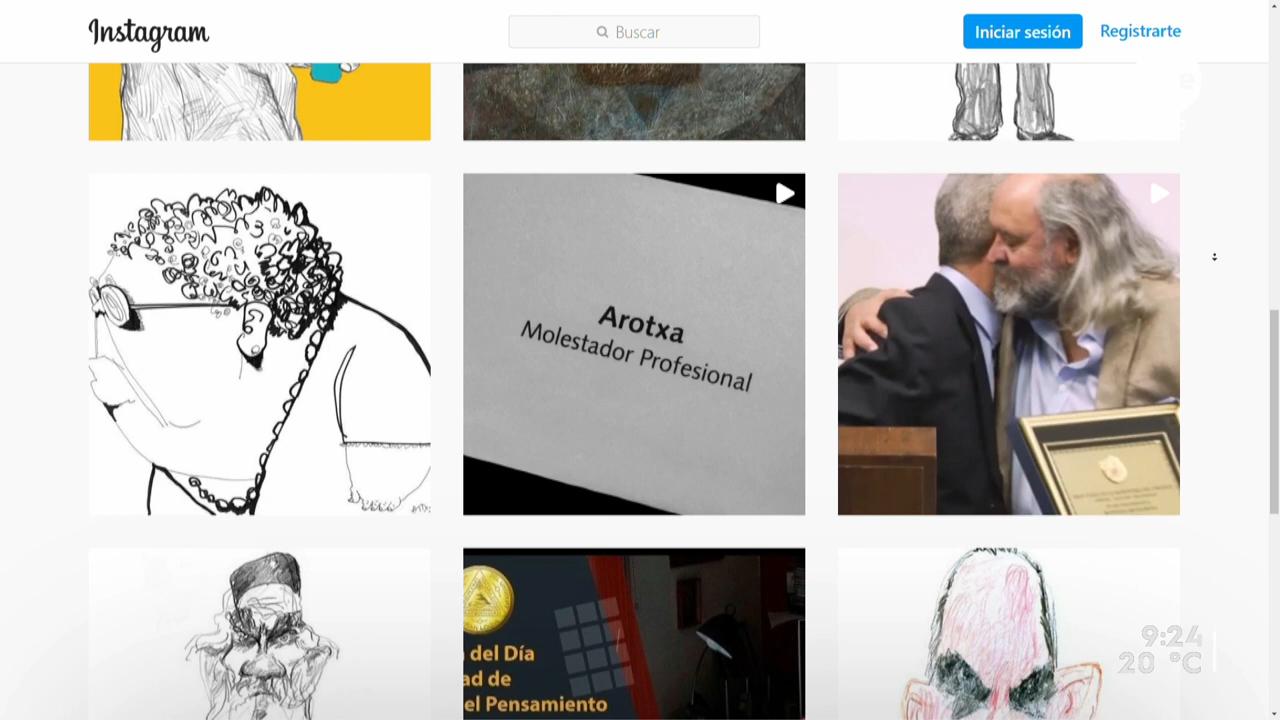 Instagram
Buscar
Iniciar sesión
Registrarte
Arotxa
Molestador Profesional
del Día
ad de
el Pensamiento
9:24
20 °C